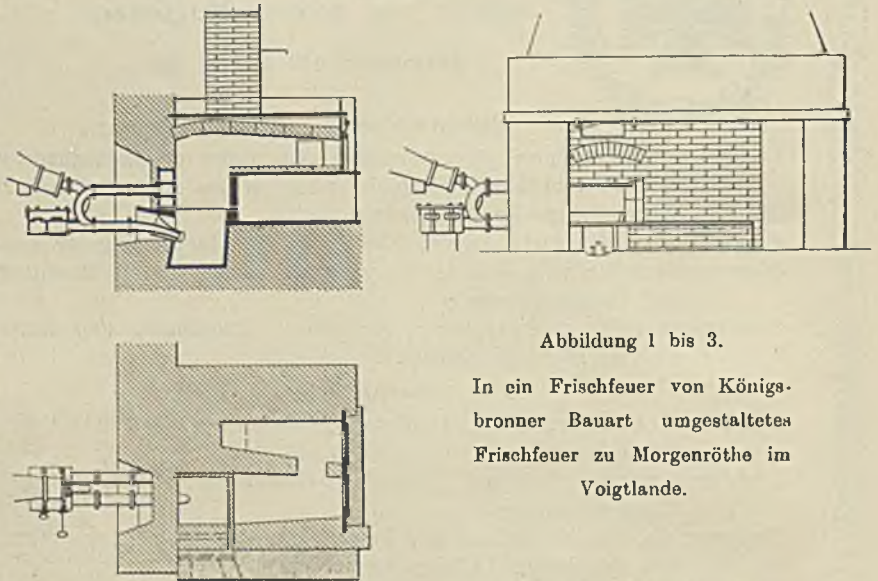 Abbildung 1 bis 3.
In ein Frischfeuer von Königs-
bronner Bauart umgestaltetes
Frischfeuer zu Morgenröthe im
Voigtlande.